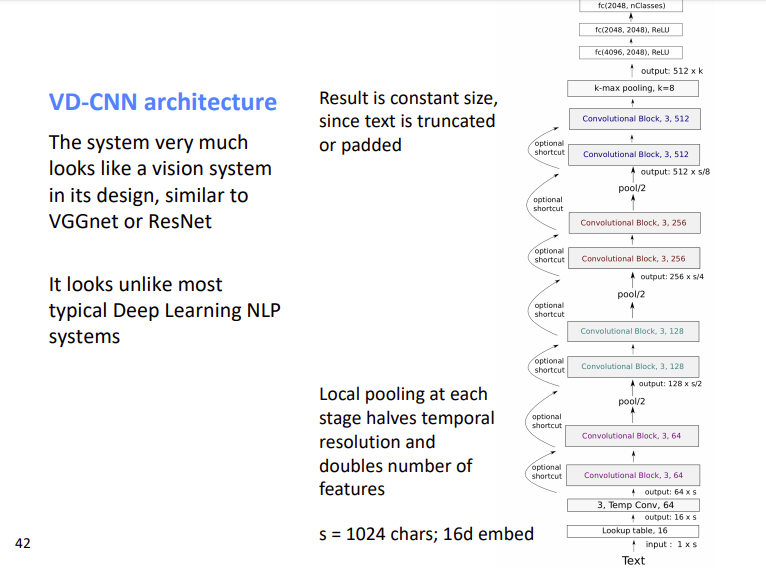 VD-CNN architecture
The system very much
looks like a vision system
in its design, similar to
VGGnet or ResNet
It looks unlike most
typical Deep Learning NLP
systems
42
Result is constant size,
since text is truncated
or padded
Local pooling at each
stage halves temporal
resolution and
doubles number of
features
s = 1024 chars; 16d embed
fc(2048, nClasses)
fc(2048, 2048), ReLU
fc(4096, 2048), ReLU
output: 512 x k
k-max pooling, k=8
Convolutional Block, 3, 512
optional
shortcut
Convolutional Block, 3, 512
output: 512 x s/8
pool/2
optional
shortcut
Convolutional Block, 3, 256
optional
shortcut
Convolutional Block, 3, 256
output: 256 x s/4
pool/2
optional
shortcut
Convolutional Block, 3, 128
optional
shortcut
Convolutional Block, 3, 128
output: 128 x s/2
pool/2
optional
shortcut
Convolutional Block, 3, 64
optional
shortcut
Convolutional Block, 3, 64
output: 64 x s
3, Temp Conv, 64
output: 16 x s
Lookup table, 16
input : 1 x s
Text